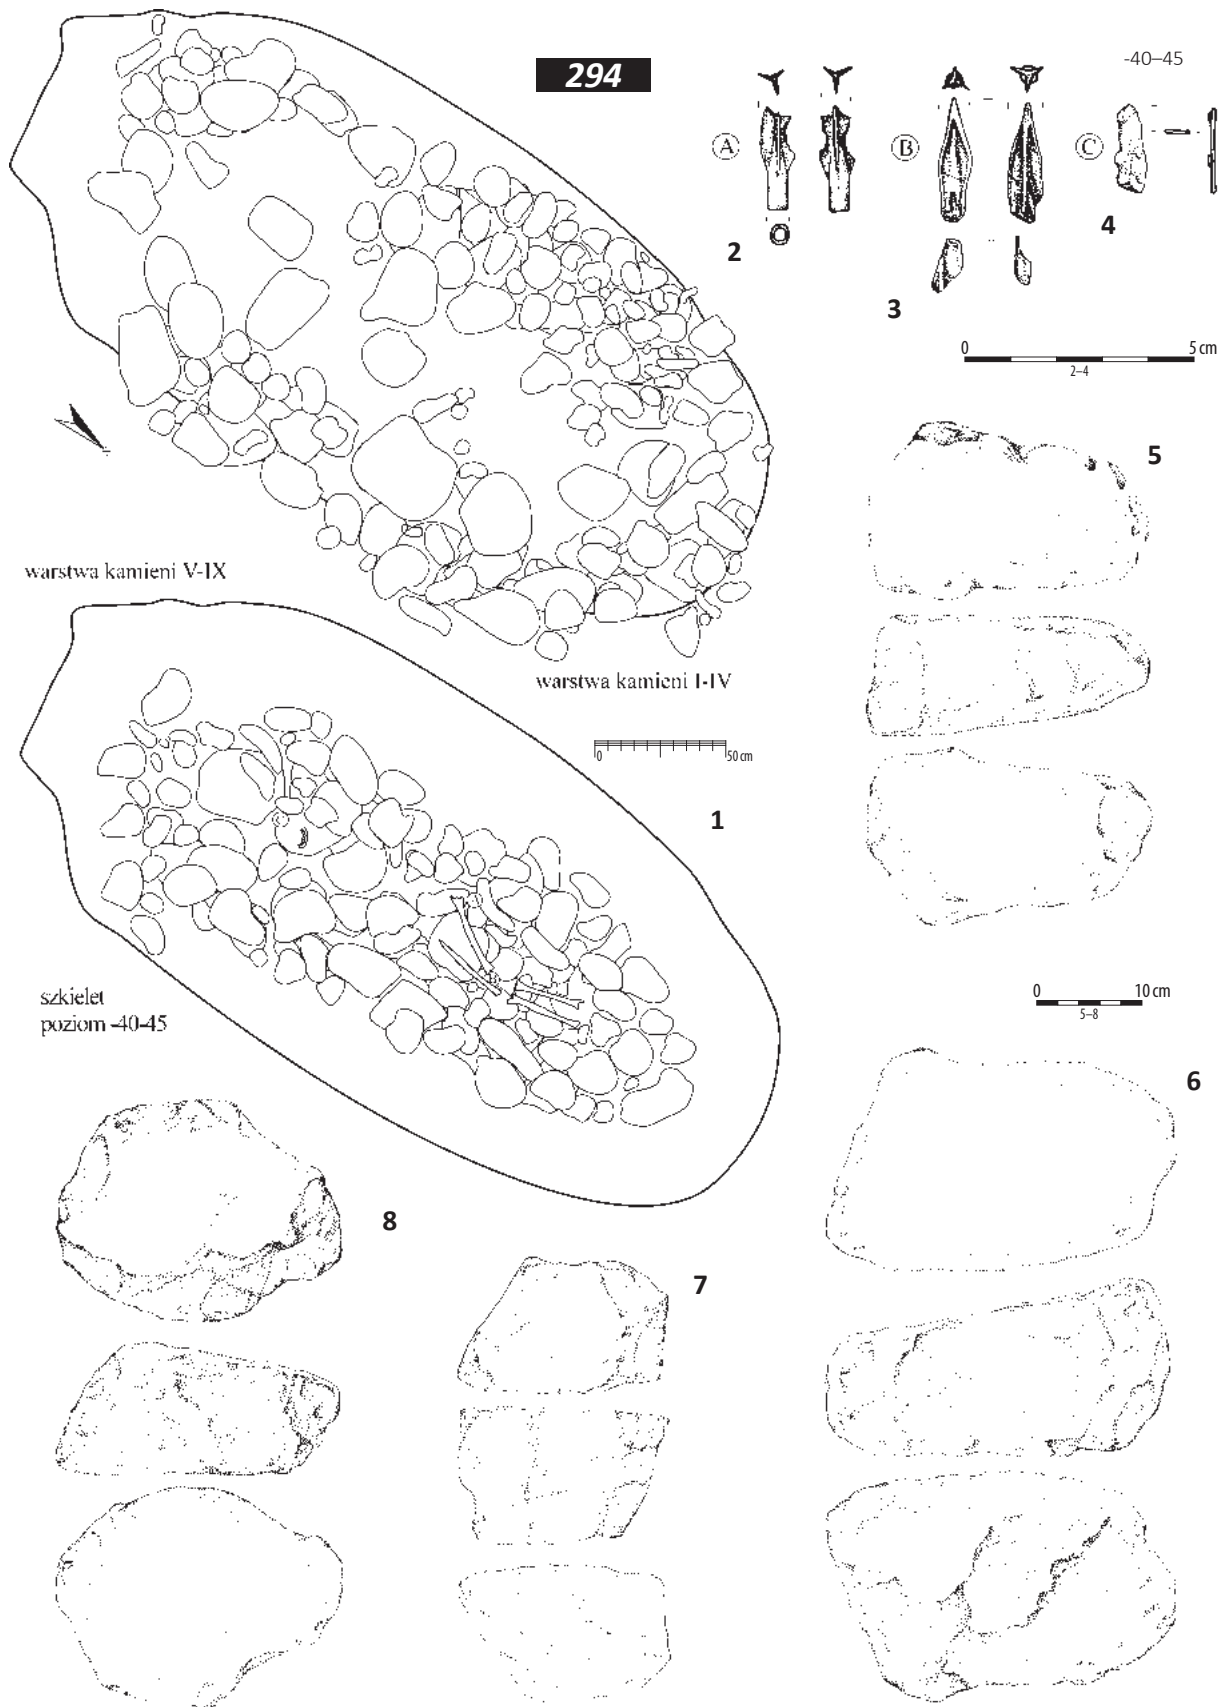 294
-40–45
A
B
C
2
4
3
0 5 cm
2–4
5
warstwa kamieni V-IX
warstwa kamieni I-IV
0 50 cm
1
szkielet
poziom -40-45
0 10 cm
5–8
6
8
7